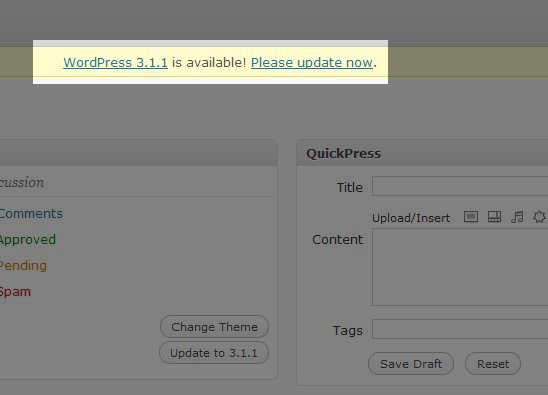 WordPress 3.1.1 is available! Please update now.
QuickPress
cussion
Title
Comments
Upload/Insert
Approved
Content
Pending
Spam
Change Theme
Tags
Update to 3.1.1
Save Draft
Reset